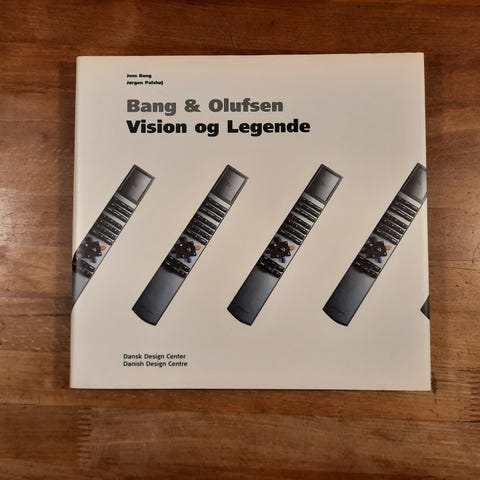 Jens Bang
Jørgen Palshøj
Bang & Olufsen
Vision og Legende
Dansk Design Center
Danish Design Centre